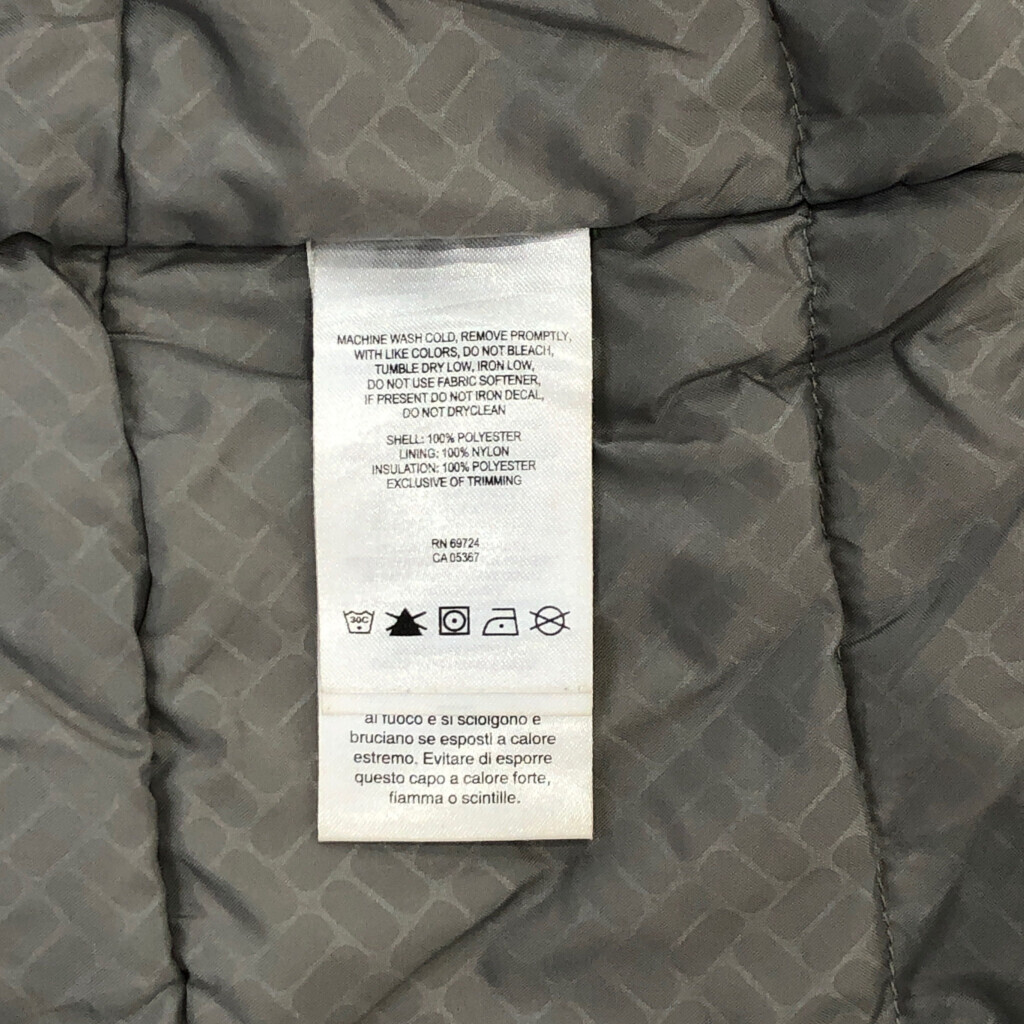 MACHINE WASH COLD, REMOVE PROMPTLY,
WITH LIKE COLORS, DO NOT BLEACH,
TUMBLE DRY LOW, IRON LOW,
DO NOT USE FABRIC SOFTENER,
IF PRESENT DO NOT IRON DECAL,
DO NOT DRYCLEAN
SHELL: 100% POLYESTER
LINING: 100% NYLON
INSULATION: 100% POLYESTER
EXCLUSIVE OF TRIMMING
RN 69724
CA 05367
30C
al fuoco e si sciolgono e
bruciano se esposti a calore
estremo. Evitare di esporre
questo capo a calore forte,
fiamma o scintille.